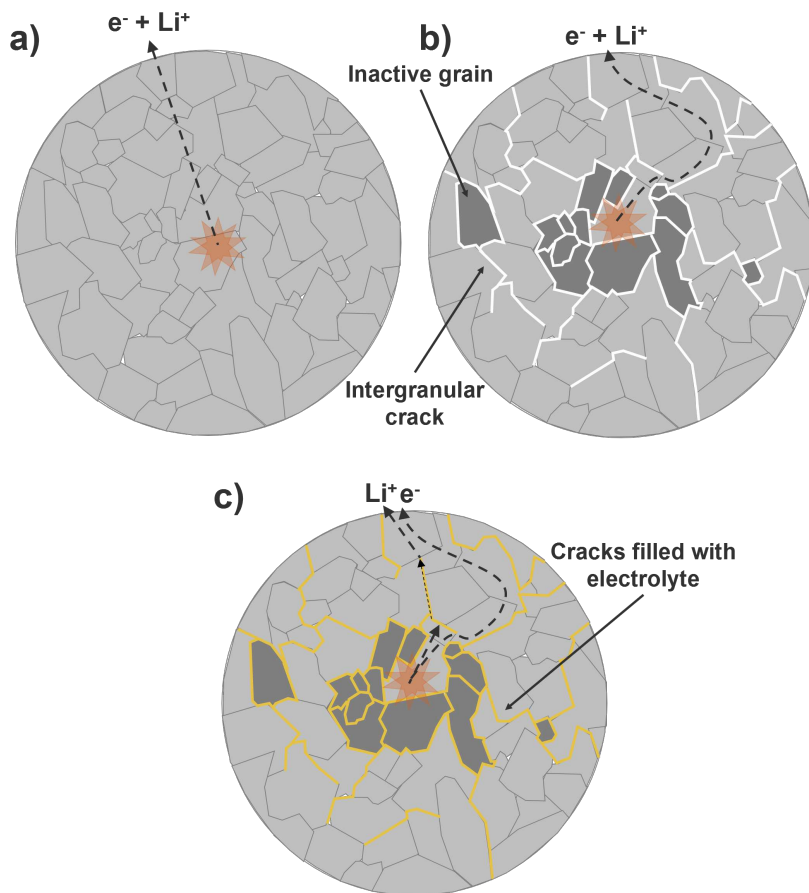 a)
e⁻ + Li⁺
b)
e⁻ + Li⁺
Inactive grain
Intergranular
crack
c)
Li⁺ e⁻
Cracks filled with
electrolyte